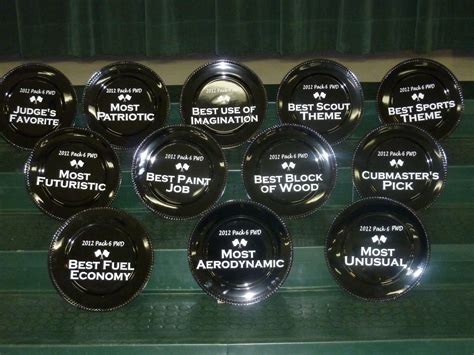 2012 Pack-6 PWD
Judge's
Favorite
2012 Pack-6 PWD
Most
Patriotic
2012 Pack-6 PWD
Best use of
Imagination
2012 Pack-6 PWD
Best Scout
Theme
2012 Pack-6 PWD
Best Sports
Theme
2012 Pack-6 PWD
Most
Futuristic
2012 Pack-6 PWD
Best Paint
Job
2012 Pack-6 PWD
Best Block
of Wood
2012 Pack-6 PWD
Cubmaster's
Pick
2012 Pack-6 PWD
Best Fuel
Economy
2012 Pack-6 PWD
Most
Aerodynamic
2012 Pack-6 PWD
Most
Unusual